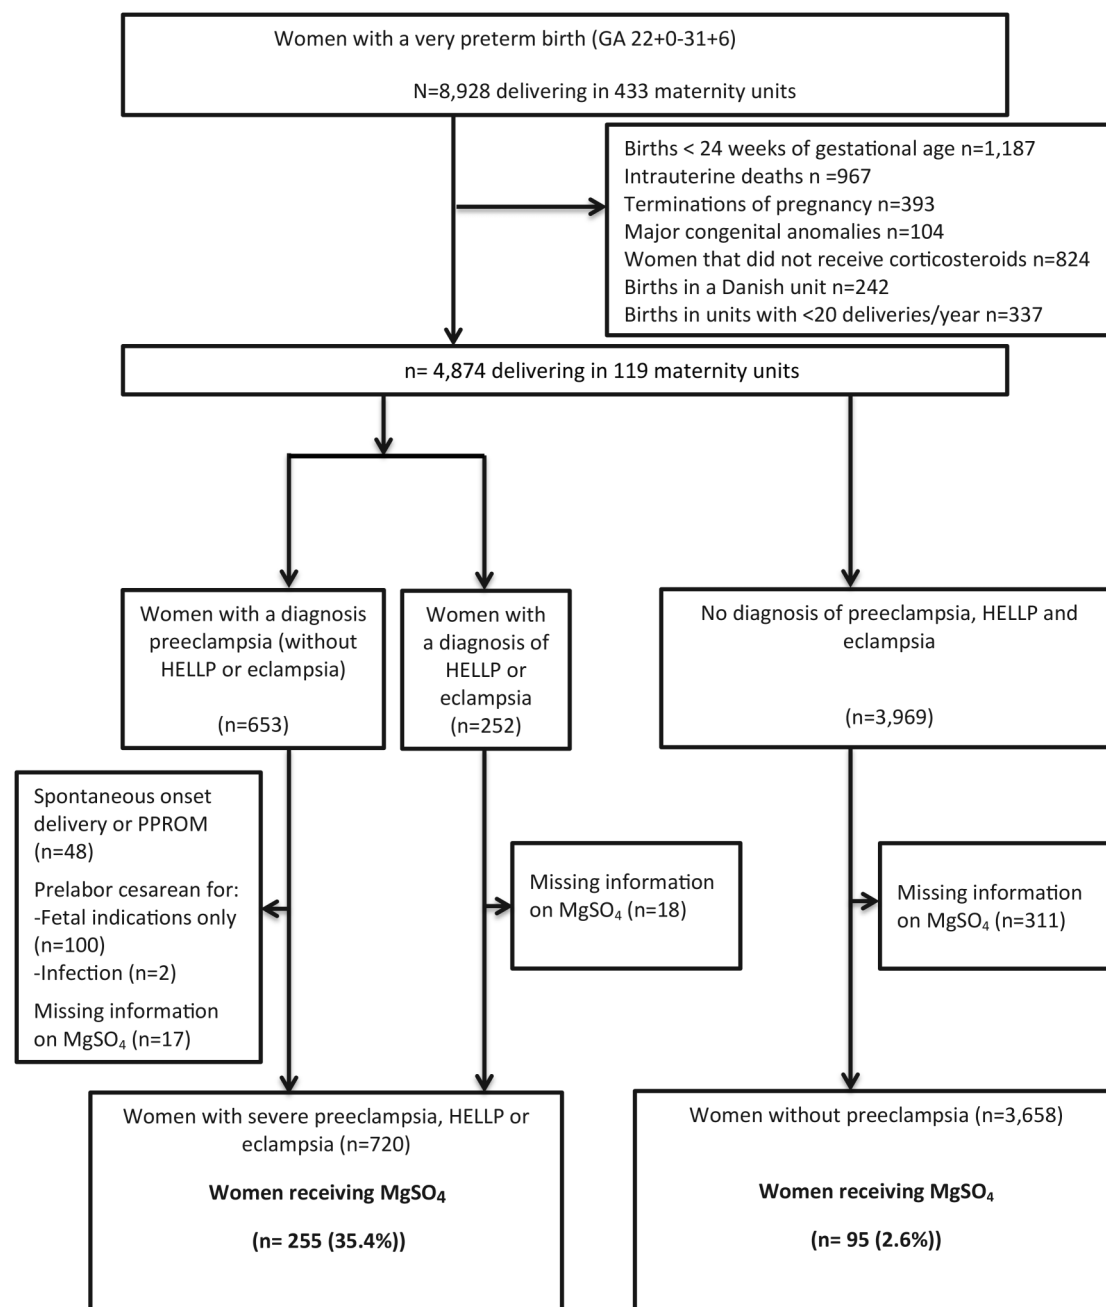 Women with a very preterm birth (GA 22+0-31+6)
N=8,928 delivering in 433 maternity units
Births < 24 weeks of gestational age n=1,187
Intrauterine deaths n =967
Terminations of pregnancy n=393
Major congenital anomalies n=104
Women that did not receive corticosteroids n=824
Births in a Danish unit n=242
Births in units with <20 deliveries/year n=337
n= 4,874 delivering in 119 maternity units
Women with a diagnosis
preeclampsia (without
HELLP or eclampsia)
(n=653)
Women with
a diagnosis of
HELLP or
eclampsia
(n=252)
No diagnosis of preeclampsia, HELLP and
eclampsia
(n=3,969)
Spontaneous onset
delivery or PPROM
(n=48)
Prelabor cesarean for:
-Fetal indications only
(n=100)
-Infection (n=2)
Missing information
on MgSO₄ (n=17)
Missing information
on MgSO₄ (n=18)
Missing information
on MgSO₄ (n=311)
Women with severe preeclampsia, HELLP or
eclampsia (n=720)
Women receiving MgSO₄
(n= 255 (35.4%))
Women without preeclampsia (n=3,658)
Women receiving MgSO₄
(n= 95 (2.6%))